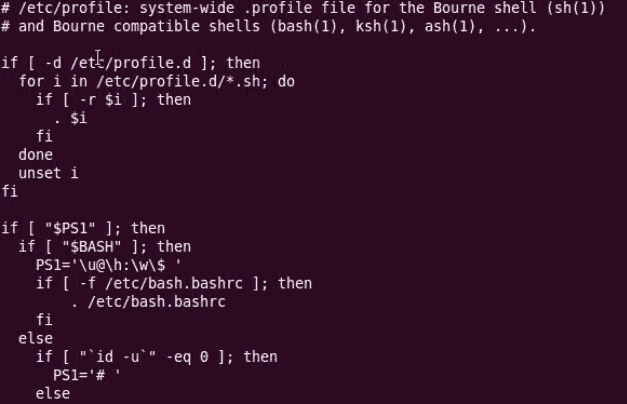 # /etc/profile: system-wide .profile file for the Bourne shell (sh(1))
# and Bourne compatible shells (bash(1), ksh(1), ash(1), ...).

if [ -d /etc/profile.d ]; then
  for i in /etc/profile.d/*.sh; do
    if [ -r $i ]; then
      . $i
    fi
  done
  unset i
fi

if [ "$PS1" ]; then
  if [ "$BASH" ]; then
    PS1='\u@\h:\w\$ '
    if [ -f /etc/bash.bashrc ]; then
        . /etc/bash.bashrc
    fi
  else
    if [ "`id -u`" -eq 0 ]; then
      PS1='# '
    else